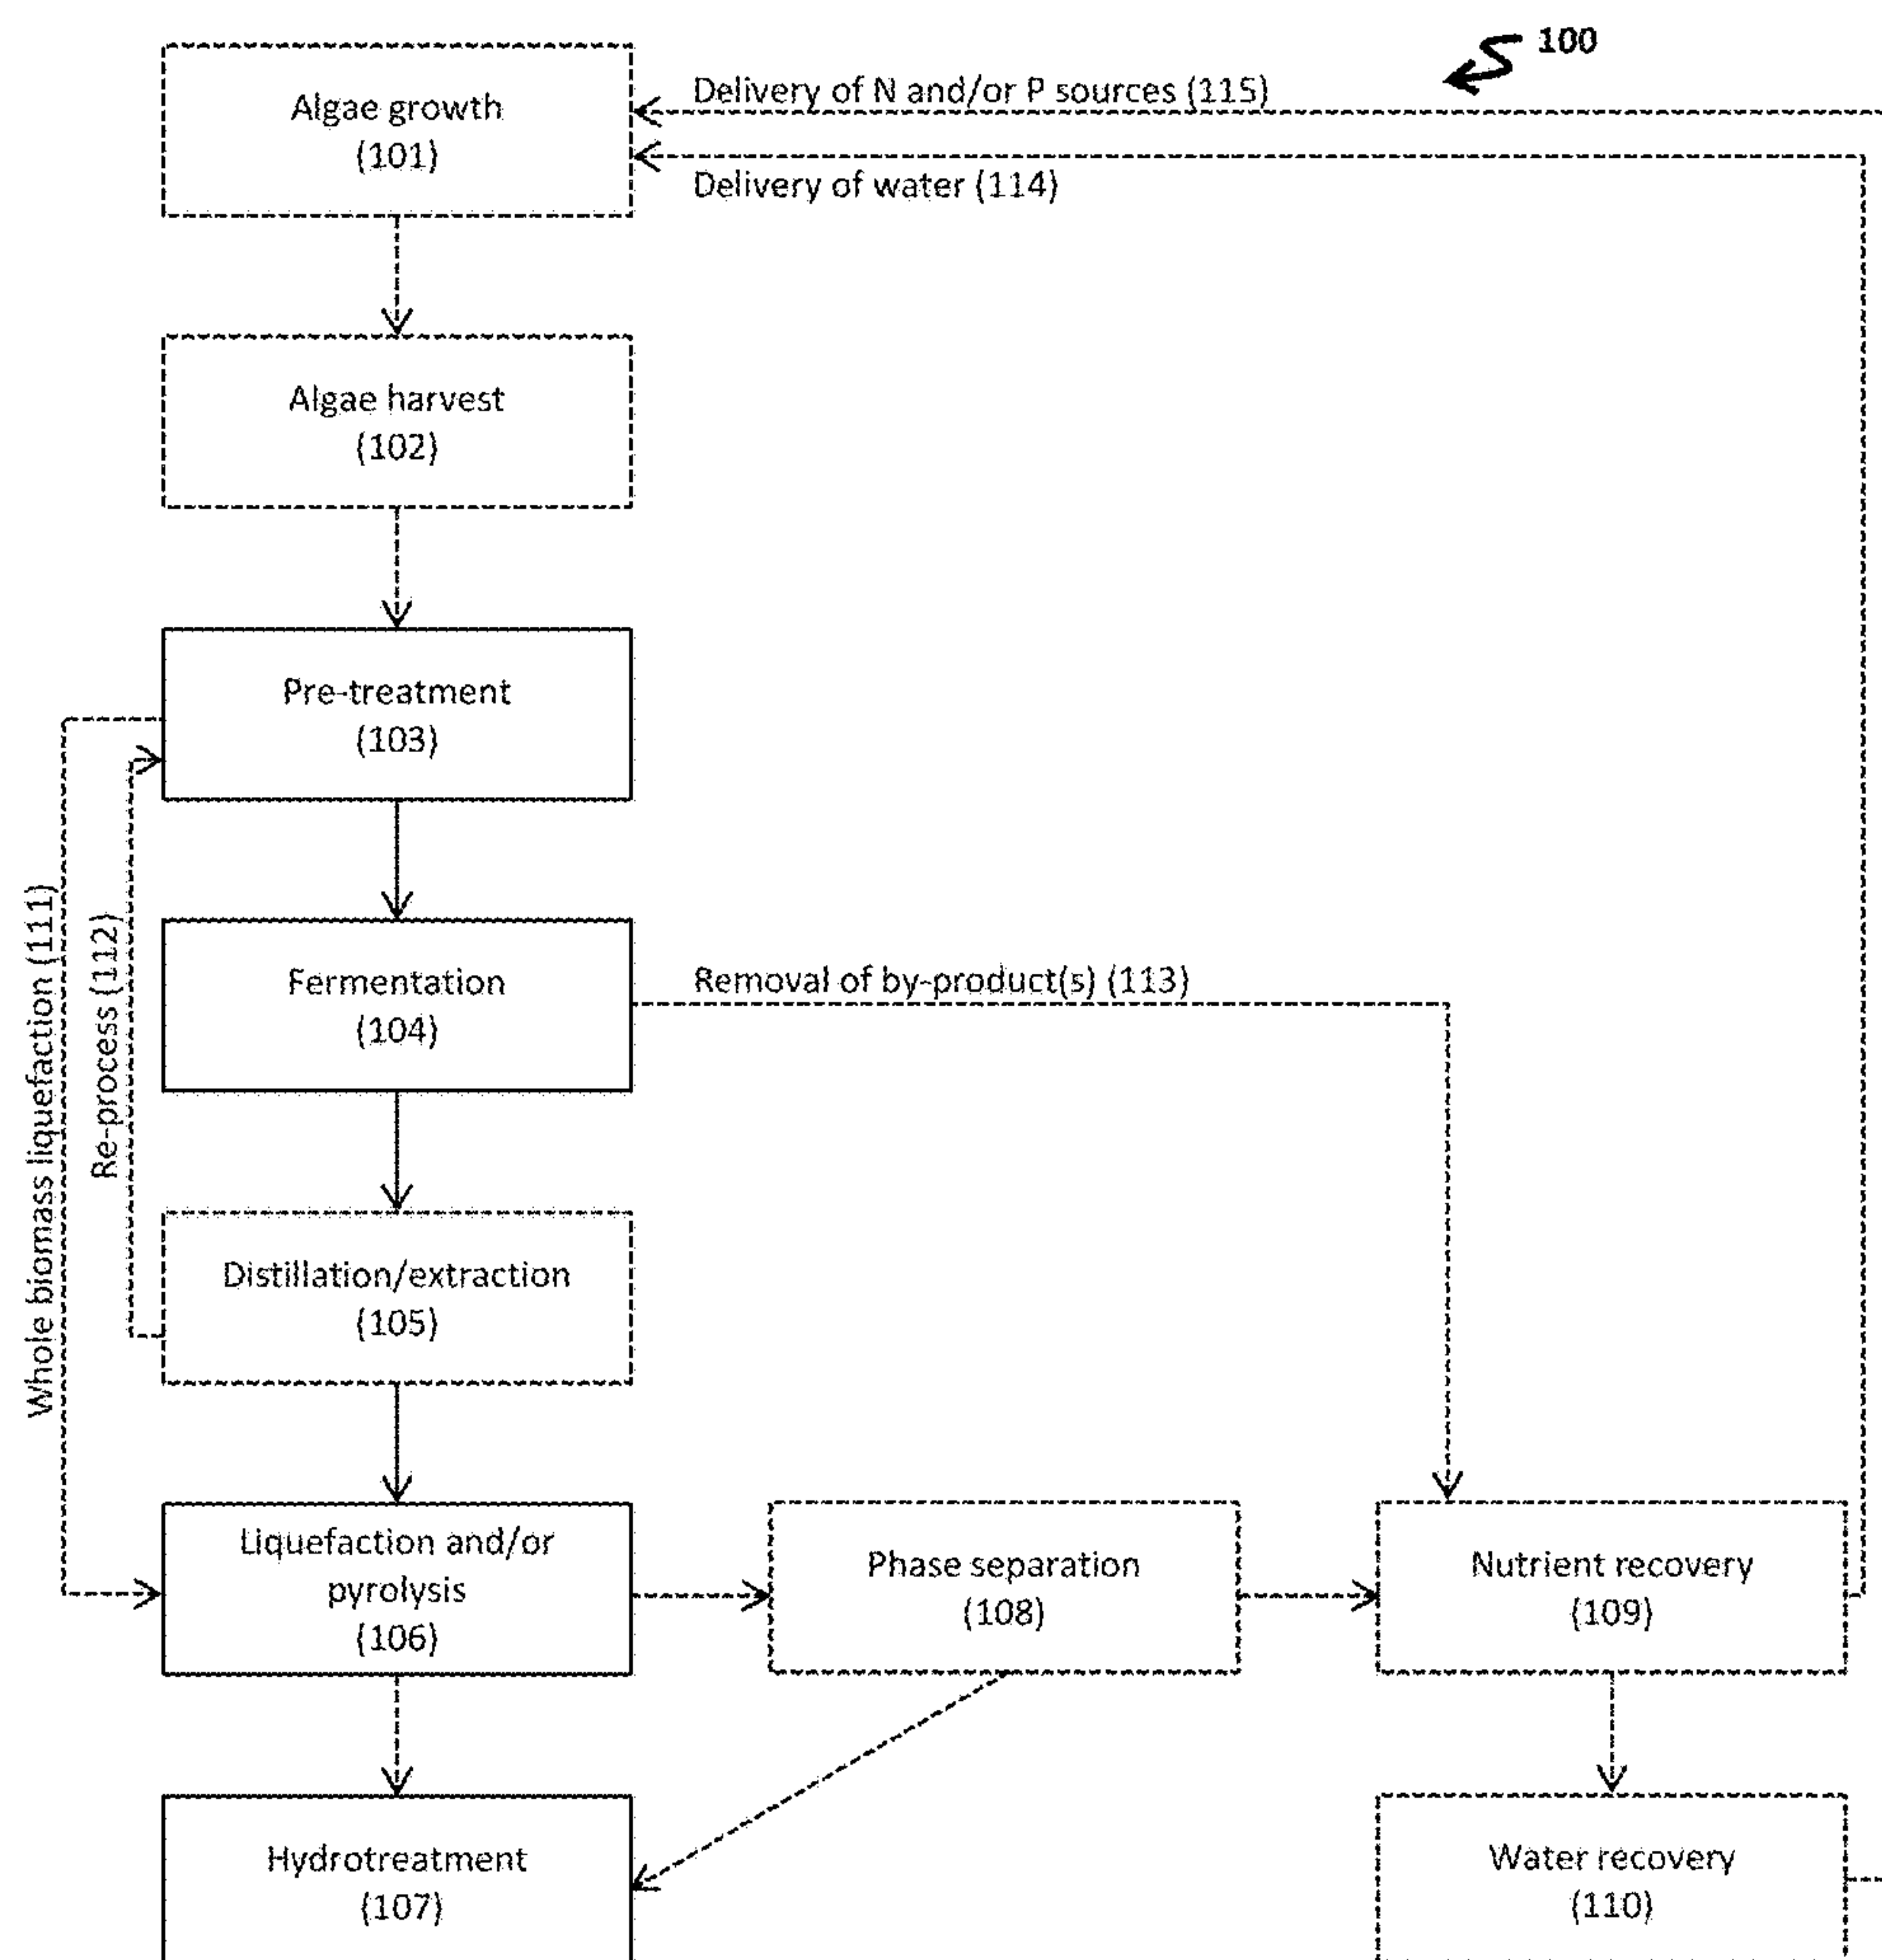 100
Delivery of N and/or P sources (115)
Algae growth
(101)
Delivery of water (114)
Algae harvest
(102)
Pre-treatment
(103)
Whole biomass liquefaction (111)
Re-process (112)
Fermentation
(104)
Removal of by-product(s) (113)
Distillation/extraction
(105)
Liquefaction and/or
pyrolysis
(106)
Phase separation
(108)
Nutrient recovery
(109)
Hydrotreatment
(107)
Water recovery
(110)